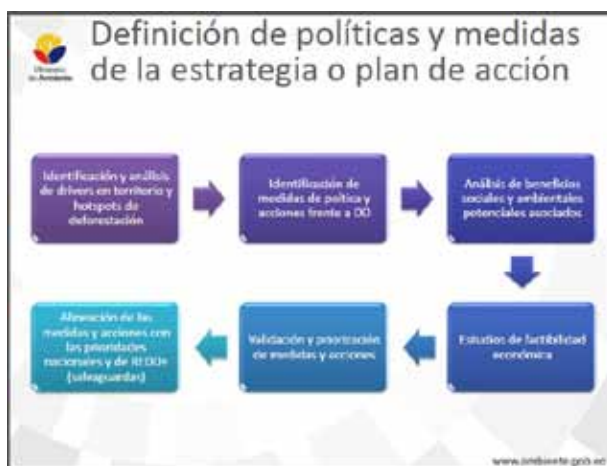 Definición de políticas y medidas
de la estrategia o plan de acción
Ministerio
del Ambiente
Identificación y análisis
de drivers en territorio y
hotspots de
deforestación
Identificación de
medidas de política y
acciones frente a DD
Análisis de beneficios
sociales y ambientales
potenciales asociados
Estudios de factibilidad
económica
Validación y priorización
de medidas y acciones
Alineación de las
medidas y acciones con
las prioridades
nacionales y de REDD+
(salvaguardas)
www.ambiente.gob.ec